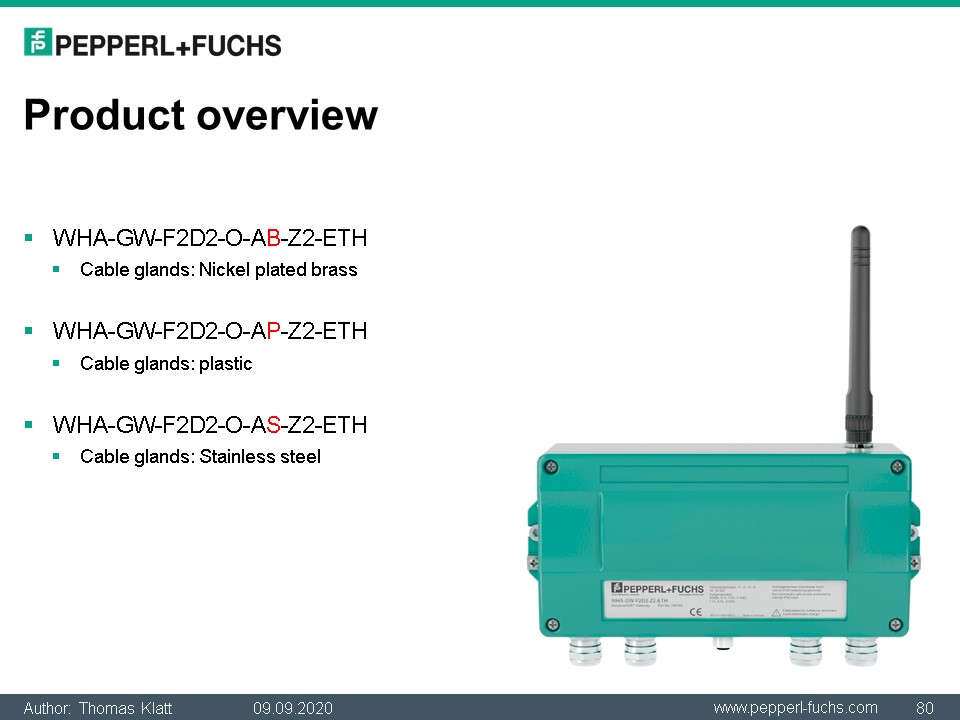 PEPPERL+FUCHS
Product overview
WHA-GW-F2D2-O-AB-Z2-ETH
Cable glands: Nickel plated brass
WHA-GW-F2D2-O-AP-Z2-ETH
Cable glands: plastic
WHA-GW-F2D2-O-AS-Z2-ETH
Cable glands: Stainless steel
PEPPERL+FUCHS
WHA-GW-F2D2-Z2-ETH
CE
Author: Thomas Klatt
09.09.2020
www.pepperl-fuchs.com
80